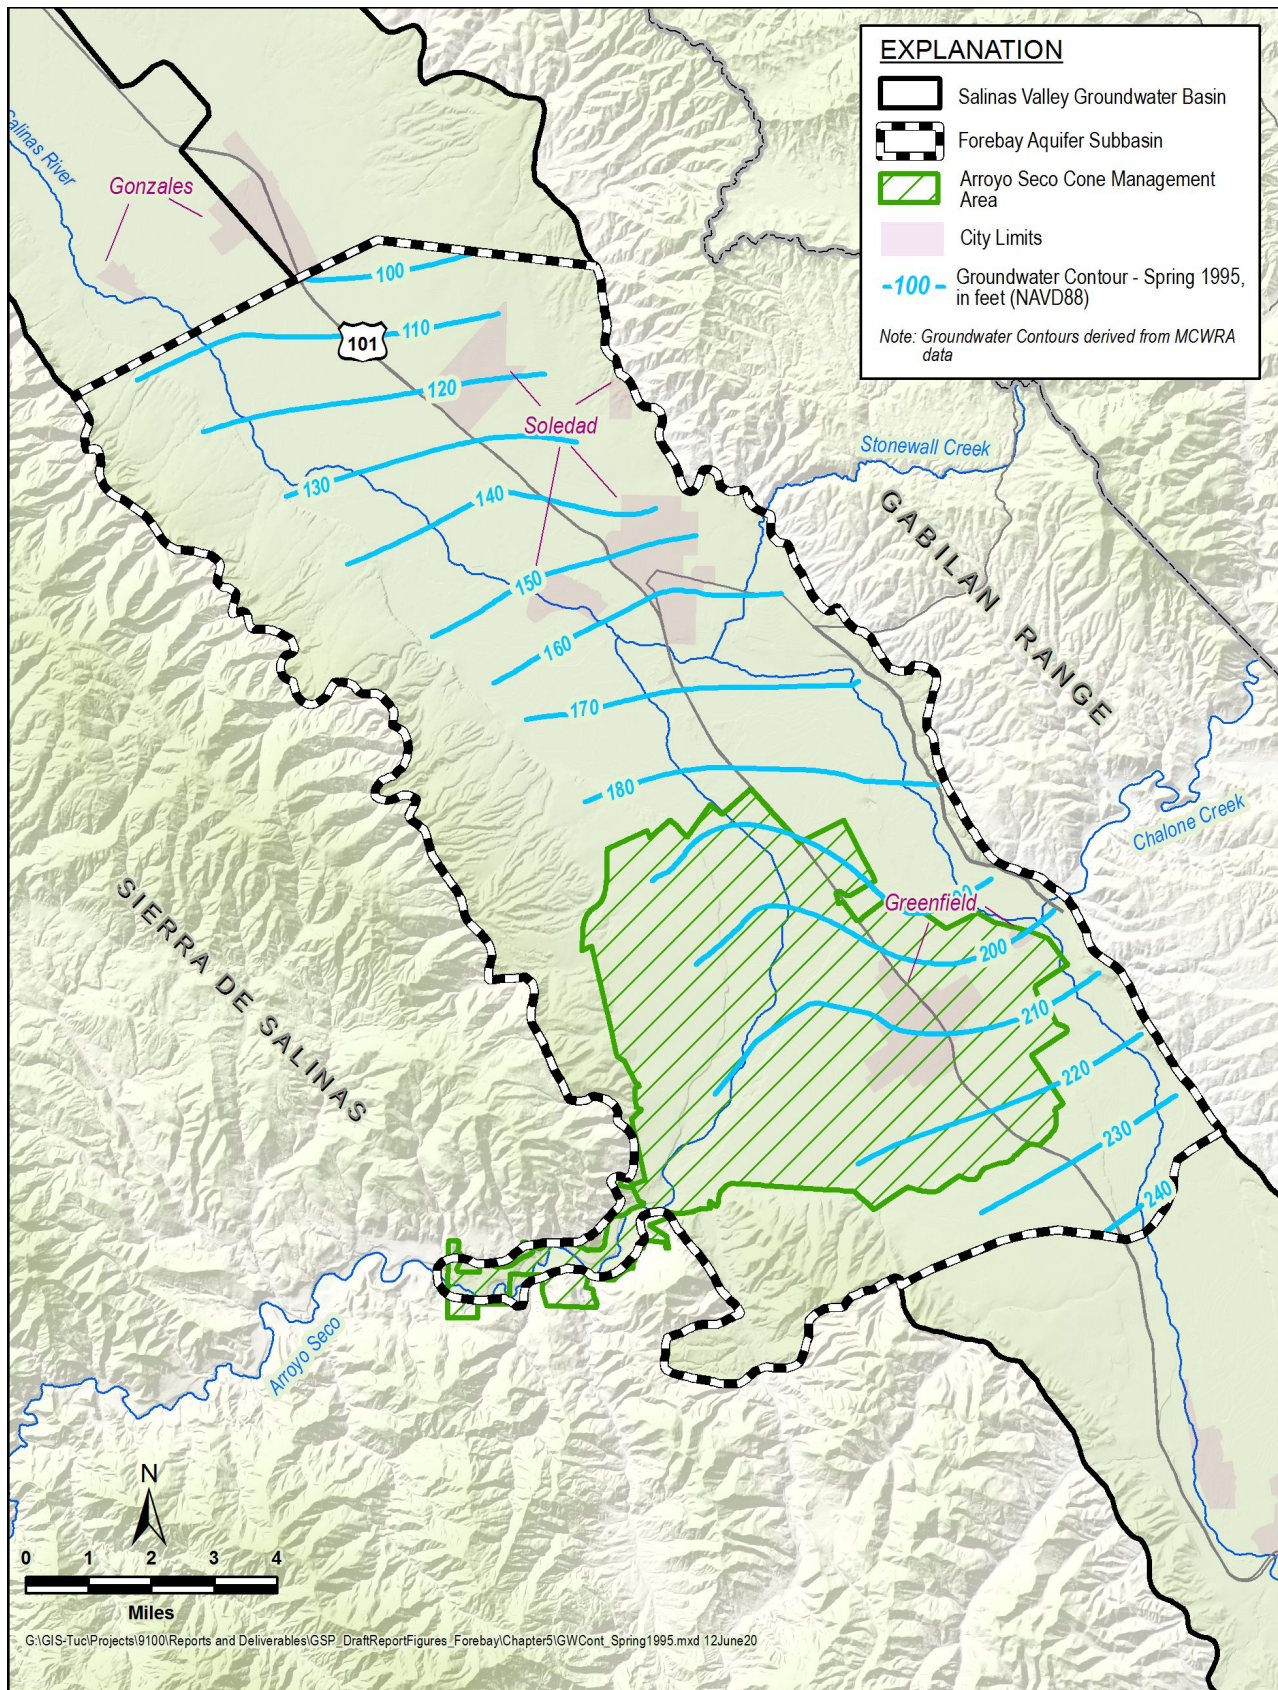 EXPLANATION
Salinas Valley Groundwater Basin
Forebay Aquifer Subbasin
Arroyo Seco Cone Management
Area
City Limits
-100- Groundwater Contour - Spring 1995,
in feet (NAVD88)
Note: Groundwater Contours derived from MCWRA
data
Salinas River
Gonzales
100
110
101
120
Soledad
130
140
Stonewall Creek
GABILAN RANGE
150
160
170
180
Chalone Creek
Greenfield
200
210
220
230
240
SIERRA DE SALINAS
Arroyo Seco
N
0 1 2 3 4
Miles
G:\GIS-Tuc\Projects\9100\Reports and Deliverables\GSP_DraftReportFigures_Forebay\Chapter5\GWCont_Spring1995.mxd 12June20